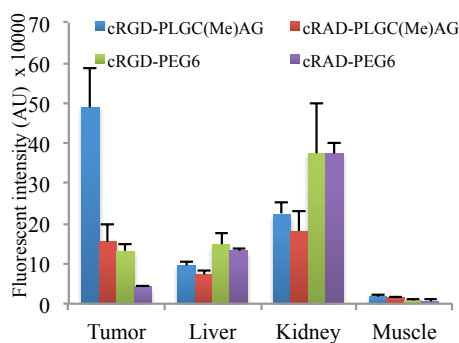 cRGD-PLGC(Me)AG cRAD-PLGC(Me)AG
cRGD-PEG6 cRAD-PEG6
Fluorescent intensity (AU) x 10000
70
60
50
40
30
20
10
0
Tumor Liver Kidney Muscle